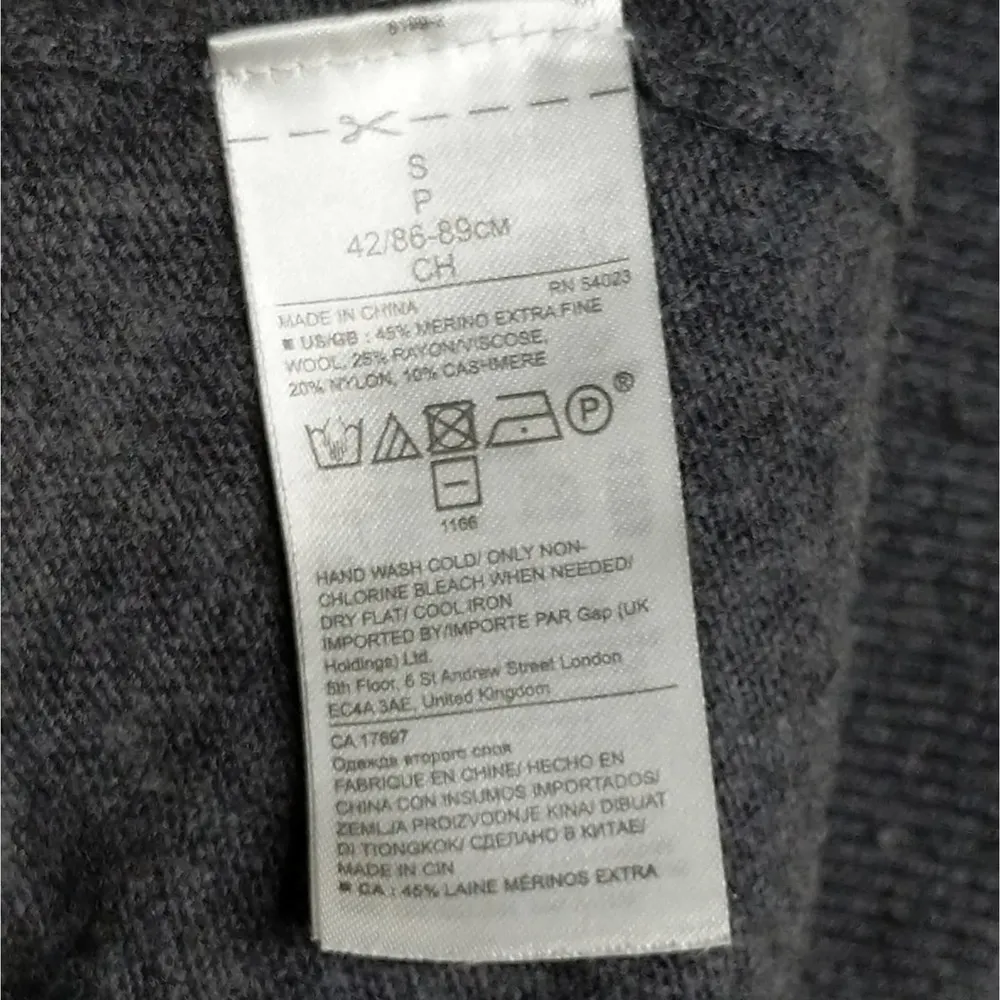 6199-2
S
P
42/86-89CM
CH
RN 54023
MADE IN CHINA
■ US/GB : 45% MERINO EXTRA FINE
WOOL, 25% RAYON/VISCOSE,
20% NYLON, 10% CASHMERE
P ®
1166
HAND WASH COLD/ ONLY NON-
CHLORINE BLEACH WHEN NEEDED/
DRY FLAT/ COOL IRON
IMPORTED BY/IMPORTE PAR Gap (UK
Holdings) Ltd.
5th Floor, 6 St Andrew Street London
EC4A 3AE, United Kingdom
CA 17697
Одежда второго слоя
FABRIQUE EN CHINE/ HECHO EN
CHINA CON INSUMOS IMPORTADOS/
ZEMLJA PROIZVODNJE KINA/ DIBUAT
DI TIONGKOK/ СДЕЛАНО В КИТАЕ/
MADE IN CIN
■ CA : 45% LAINE MÉRINOS EXTRA